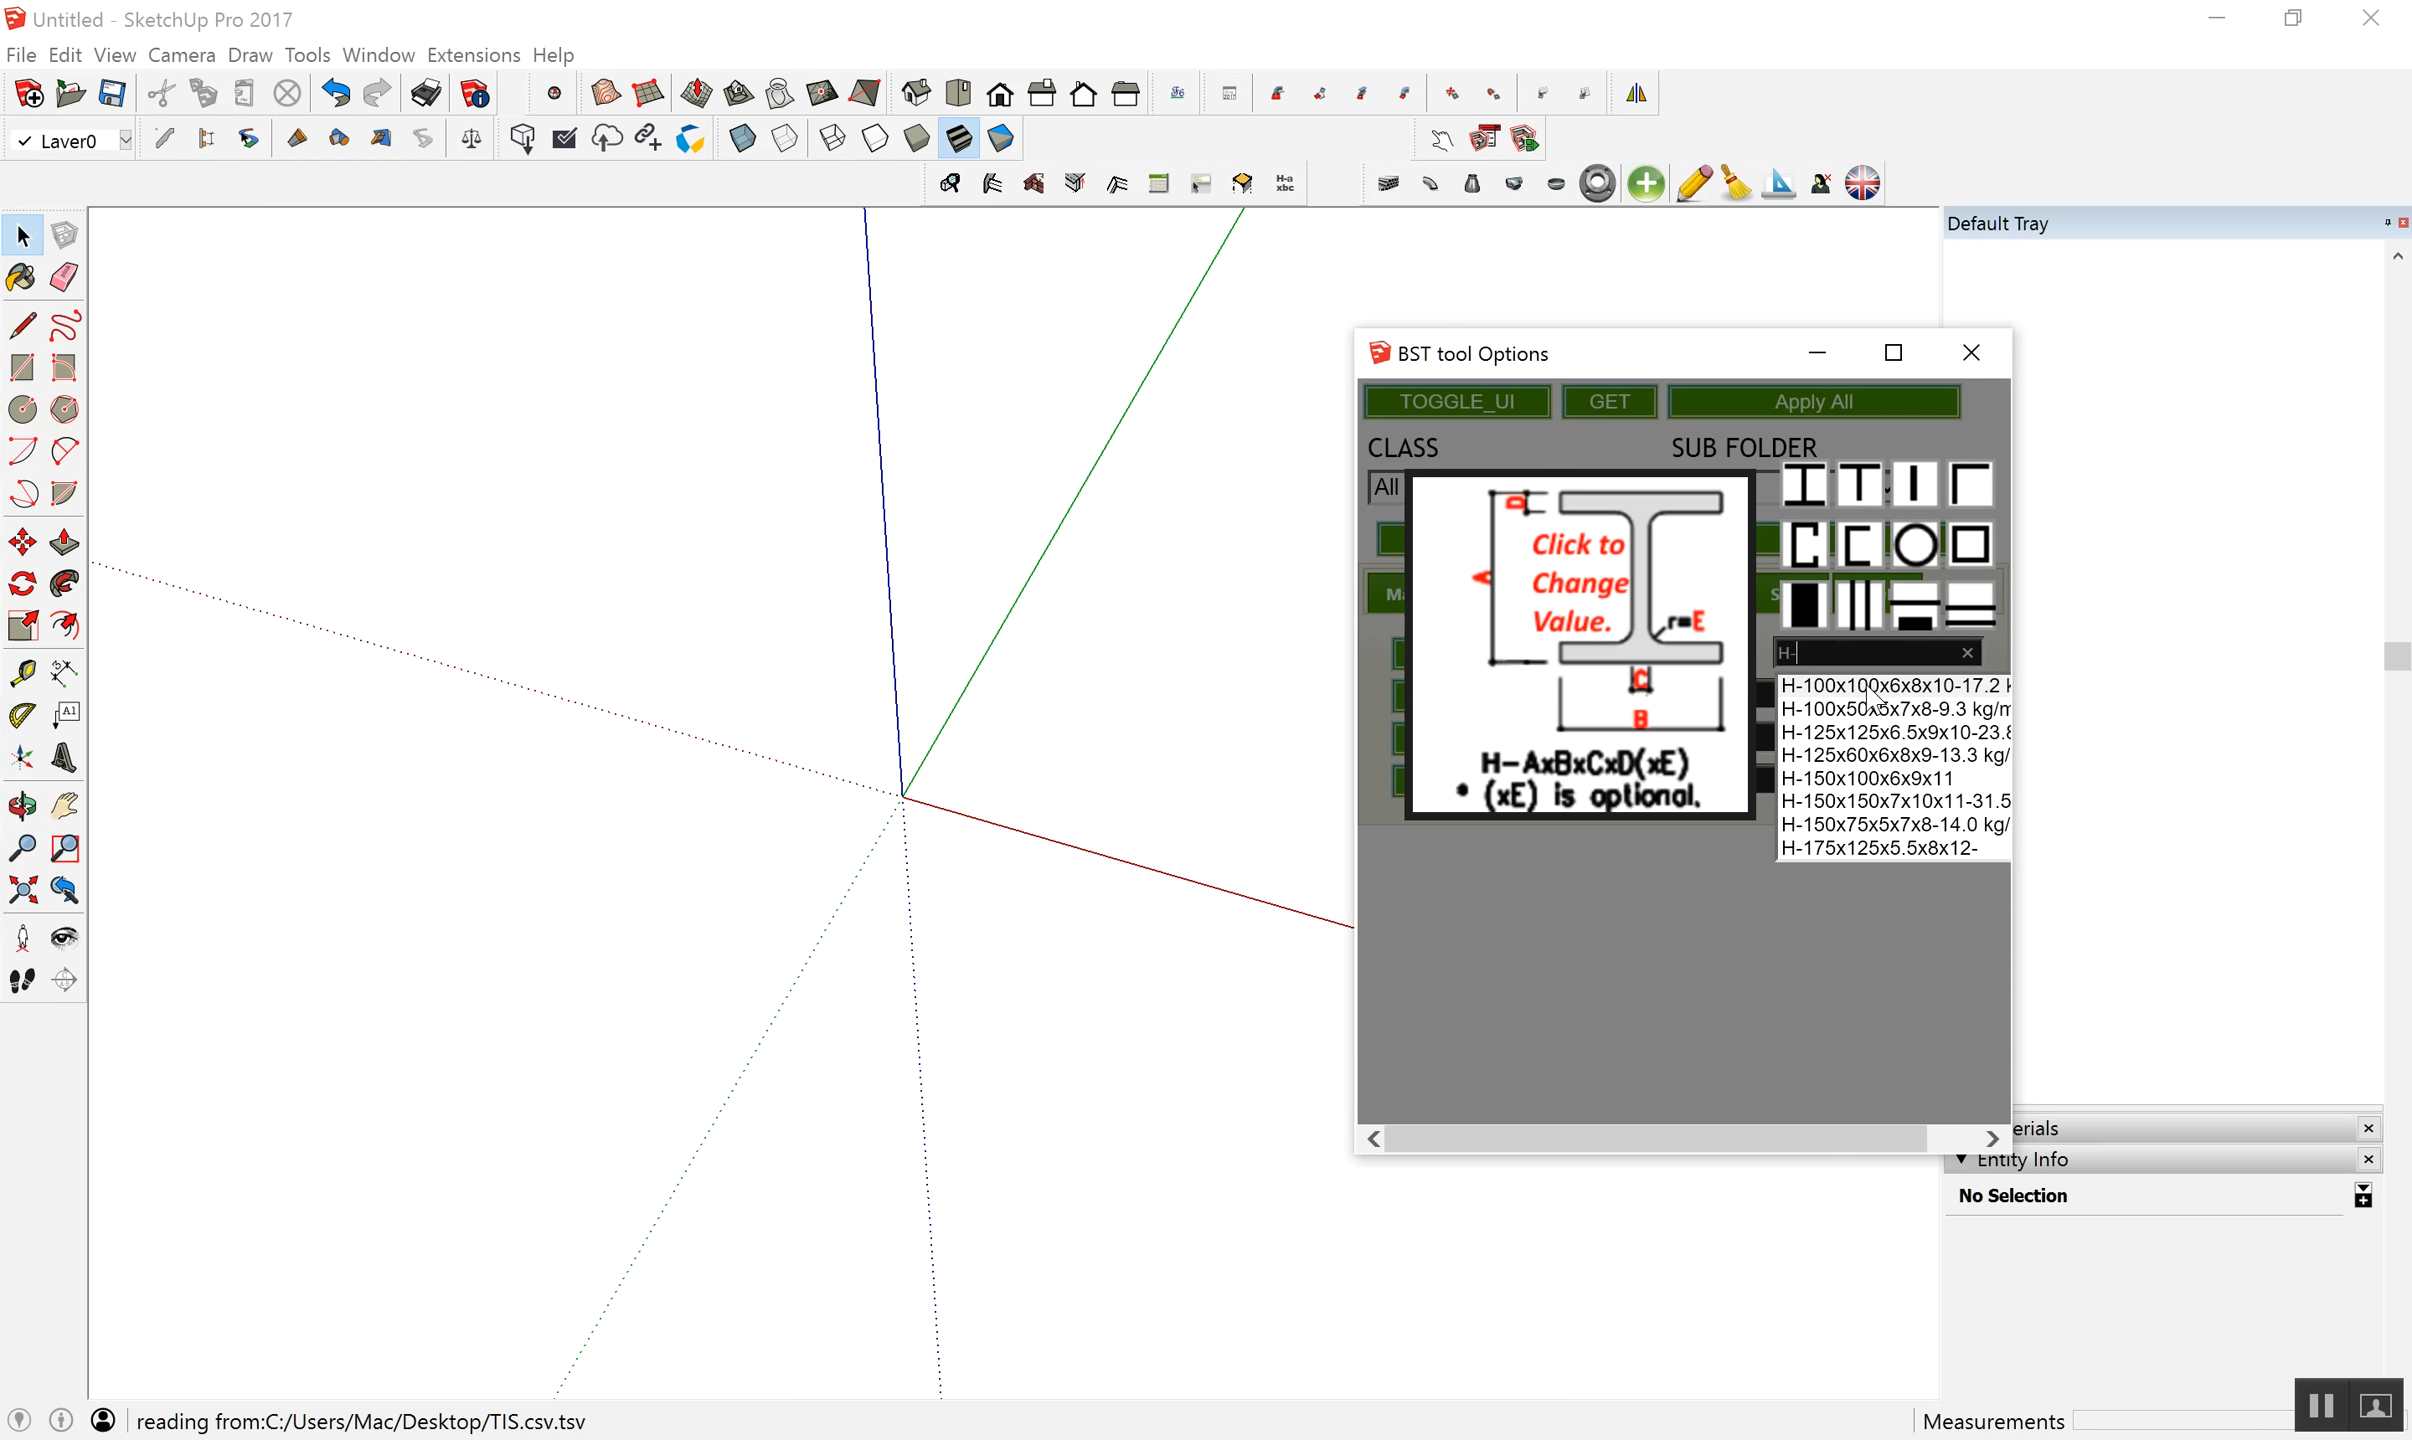 Untitled - SketchUp Pro 2017
File Edit View Camera Draw Tools Window Extensions Help
Layer0
H-a
xbc
Default Tray
BST tool Options
TOGGLE_UI GET Apply All
CLASS SUB FOLDER
All
D
Click to
Change
Value.
A
r=E
C
B
H-AxBxCxD(xE)
• (xE) is optional.
H-
H-100x100x6x8x10-17.2
H-100x50x5x7x8-9.3 kg/m
H-125x125x6.5x9x10-23.8
H-125x60x6x8x9-13.3 kg/
H-150x100x6x9x11
H-150x150x7x10x11-31.5
H-150x75x5x7x8-14.0 kg/
H-175x125x5.5x8x12-
A1
erials
Entity Info
No Selection
reading from:C:/Users/Mac/Desktop/TIS.csv.tsv
Measurements